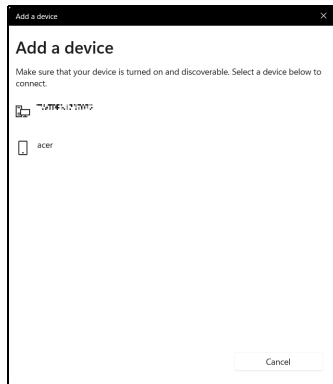 Add a device
Add a device
Make sure that your device is turned on and discoverable. Select a device below to
connect.
acer
Cancel